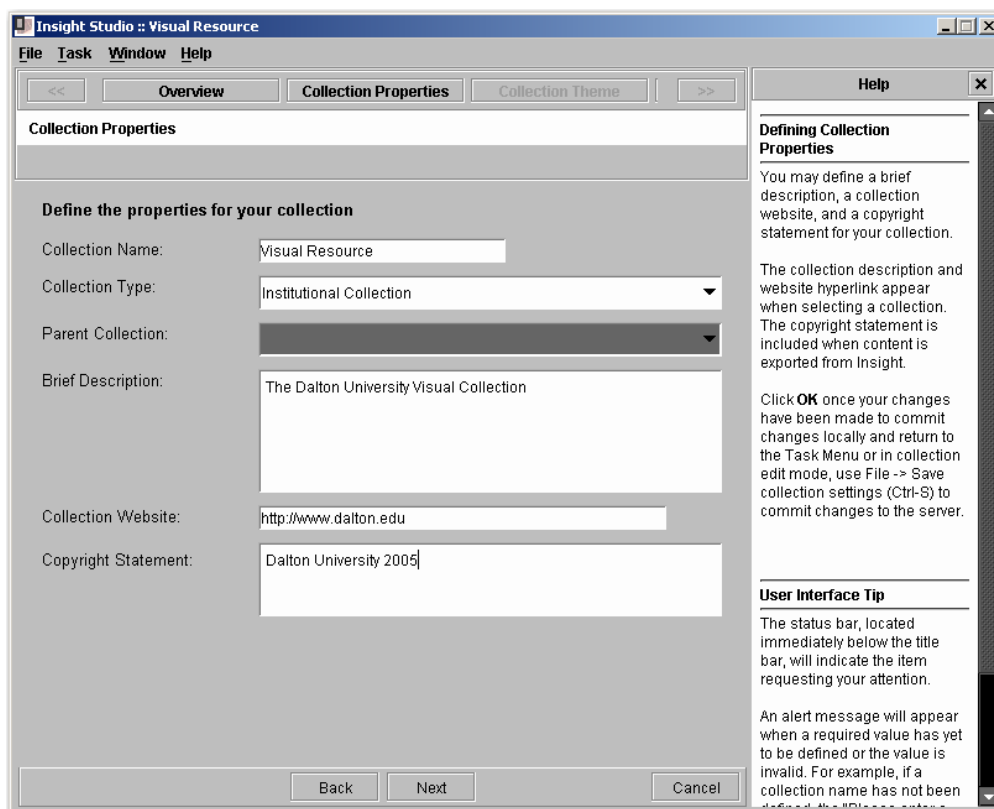 Insight Studio :: Visual Resource
File Task Window Help
<< Overview Collection Properties Collection Theme >>
Collection Properties
Define the properties for your collection
Collection Name: Visual Resource
Collection Type: Institutional Collection
Parent Collection:
Brief Description: The Dalton University Visual Collection
Collection Website: http://www.dalton.edu
Copyright Statement: Dalton University 2005
Back Next Cancel
Help
Defining Collection
Properties
You may define a brief
description, a collection
website, and a copyright
statement for your collection.
The collection description and
website hyperlink appear
when selecting a collection.
The copyright statement is
included when content is
exported from Insight.
Click OK once your changes
have been made to commit
changes locally and return to
the Task Menu or in collection
edit mode, use File -> Save
collection settings (Ctrl-S) to
commit changes to the server.
User Interface Tip
The status bar, located
immediately below the title
bar, will indicate the item
requesting your attention.
An alert message will appear
when a required value has yet
to be defined or the value is
invalid. For example, if a
collection name has not been